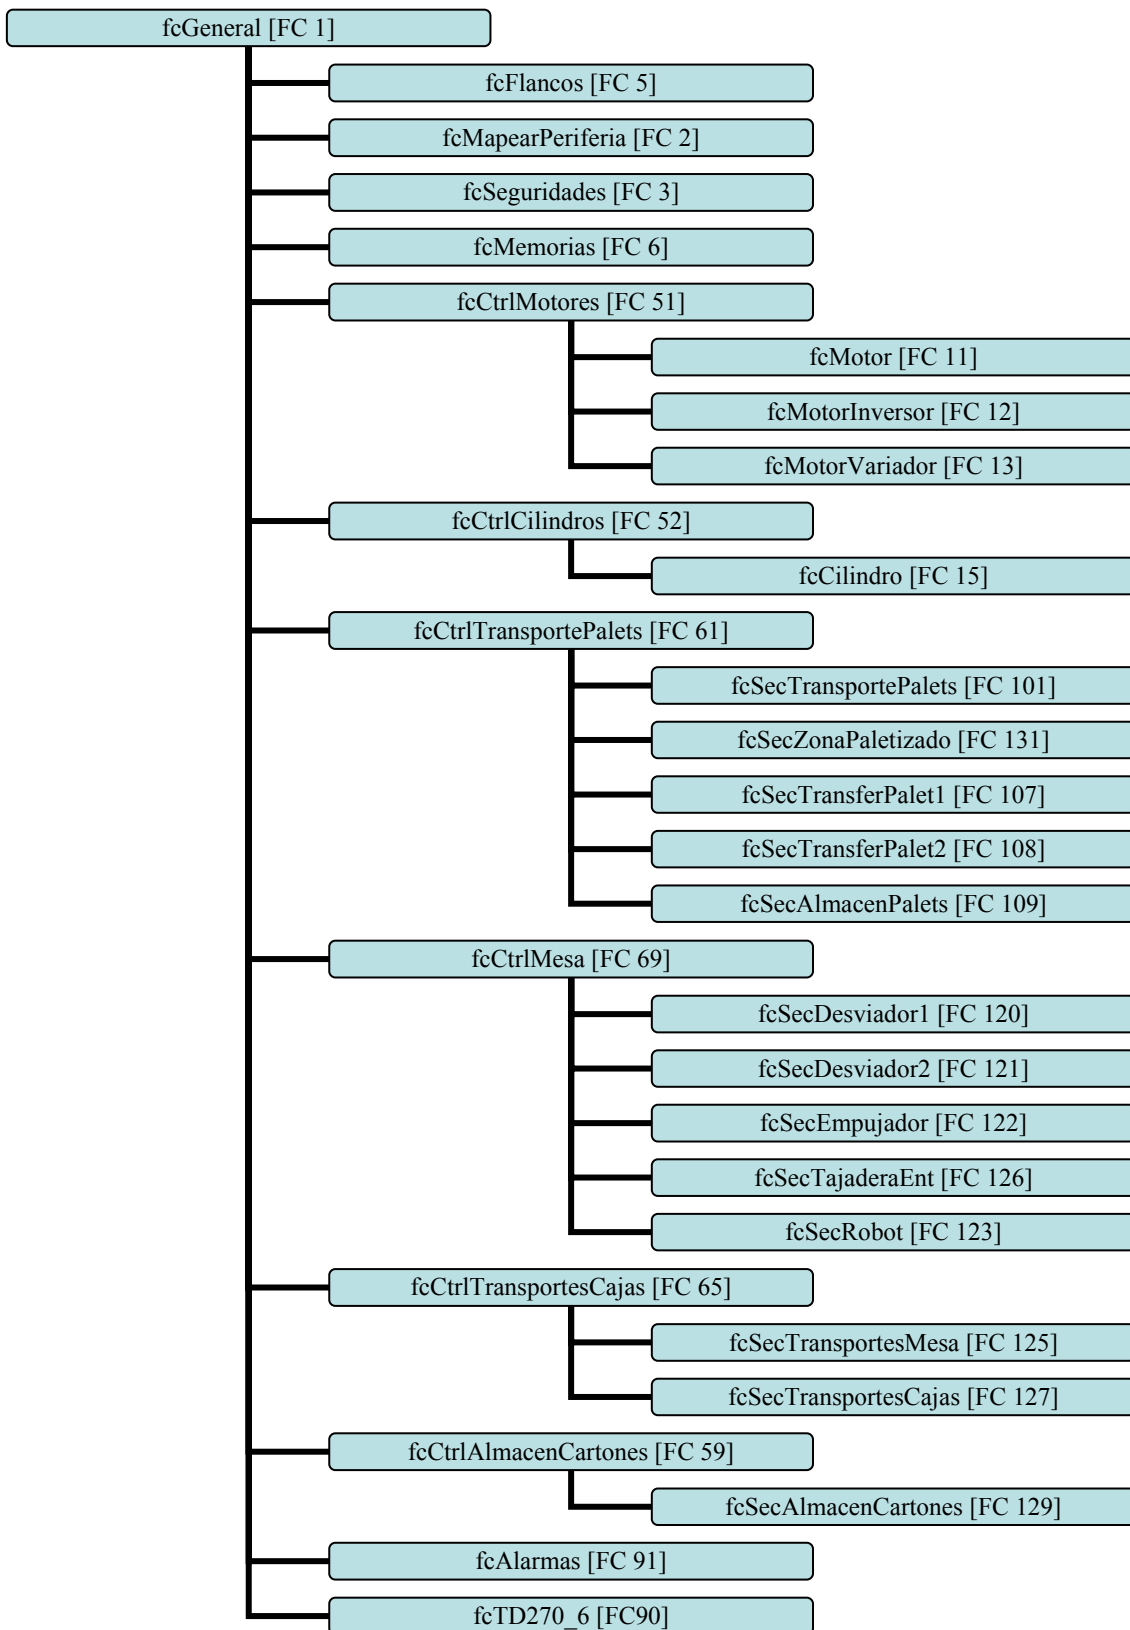 fcGeneral [FC 1]
fcFlancos [FC 5]
fcMapearPeriferia [FC 2]
fcSeguridades [FC 3]
fcMemorias [FC 6]
fcCtrlMotores [FC 51]
fcMotor [FC 11]
fcMotorInversor [FC 12]
fcMotorVariador [FC 13]
fcCtrlCilindros [FC 52]
fcCilindro [FC 15]
fcCtrlTransportePalets [FC 61]
fcSecTransportePalets [FC 101]
fcSecZonaPaletizado [FC 131]
fcSecTransferPalet1 [FC 107]
fcSecTransferPalet2 [FC 108]
fcSecAlmacenPalets [FC 109]
fcCtrlMesa [FC 69]
fcSecDesviador1 [FC 120]
fcSecDesviador2 [FC 121]
fcSecEmpujador [FC 122]
fcSecTajaderaEnt [FC 126]
fcSecRobot [FC 123]
fcCtrlTransportesCajas [FC 65]
fcSecTransportesMesa [FC 125]
fcSecTransportesCajas [FC 127]
fcCtrlAlmacenCartones [FC 59]
fcSecAlmacenCartones [FC 129]
fcAlarmas [FC 91]
fcTD270_6 [FC90]